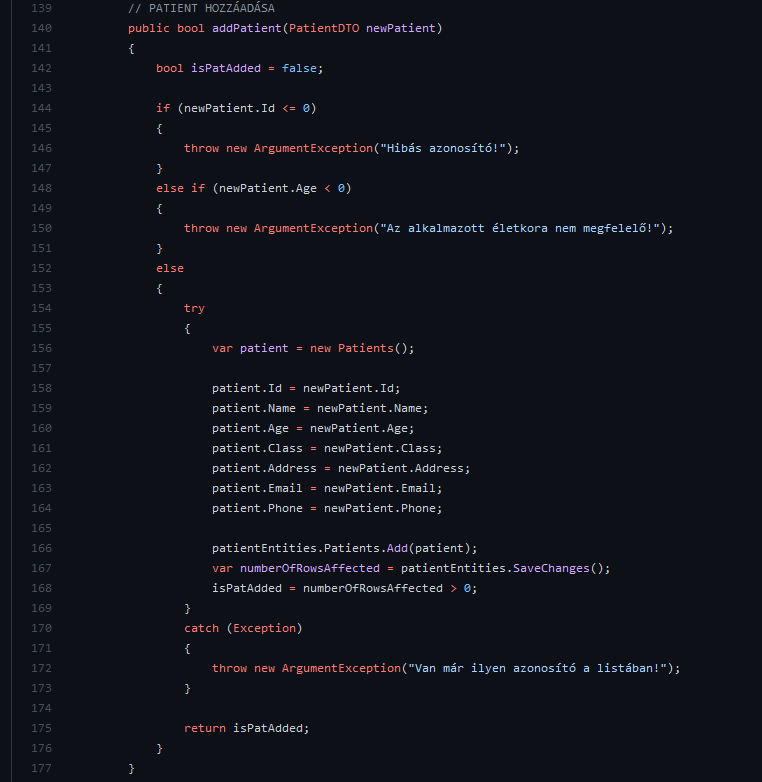 139 // PATIENT HOZZÁADÁSA
140 public bool addPatient(PatientDTO newPatient)
141 {
142 bool isPatAdded = false;
143
144 if (newPatient.Id <= 0)
145 {
146 throw new ArgumentException("Hibás azonosító!");
147 }
148 else if (newPatient.Age < 0)
149 {
150 throw new ArgumentException("Az alkalmazott életkora nem megfelelő!");
151 }
152 else
153 {
154 try
155 {
156 var patient = new Patients();
157
158 patient.Id = newPatient.Id;
159 patient.Name = newPatient.Name;
160 patient.Age = newPatient.Age;
161 patient.Class = newPatient.Class;
162 patient.Address = newPatient.Address;
163 patient.Email = newPatient.Email;
164 patient.Phone = newPatient.Phone;
165
166 patientEntities.Patients.Add(patient);
167 var numberOfRowsAffected = patientEntities.SaveChanges();
168 isPatAdded = numberOfRowsAffected > 0;
169 }
170 catch (Exception)
171 {
172 throw new ArgumentException("Van már ilyen azonosító a listában!");
173 }
174
175 return isPatAdded;
176 }
177 }